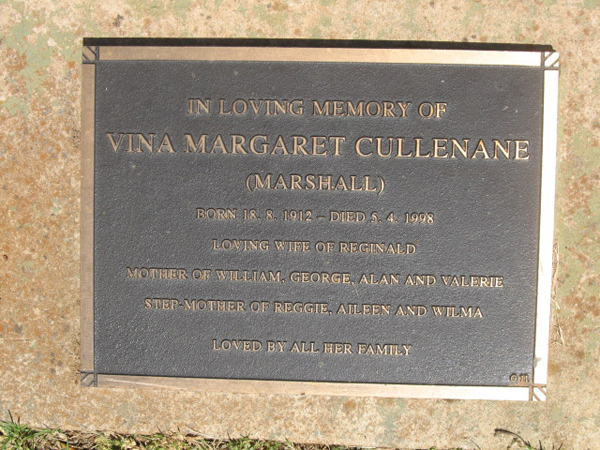 IN LOVING MEMORY OF
VINA MARGARET CULLENANE
(MARSHALL)
BORN 18. 8. 1912 – DIED 5. 4. 1998
LOVING WIFE OF REGINALD
MOTHER OF WILLIAM, GEORGE, ALAN AND VALERIE
STEP-MOTHER OF REGGIE, AILEEN AND WILMA
LOVED BY ALL HER FAMILY